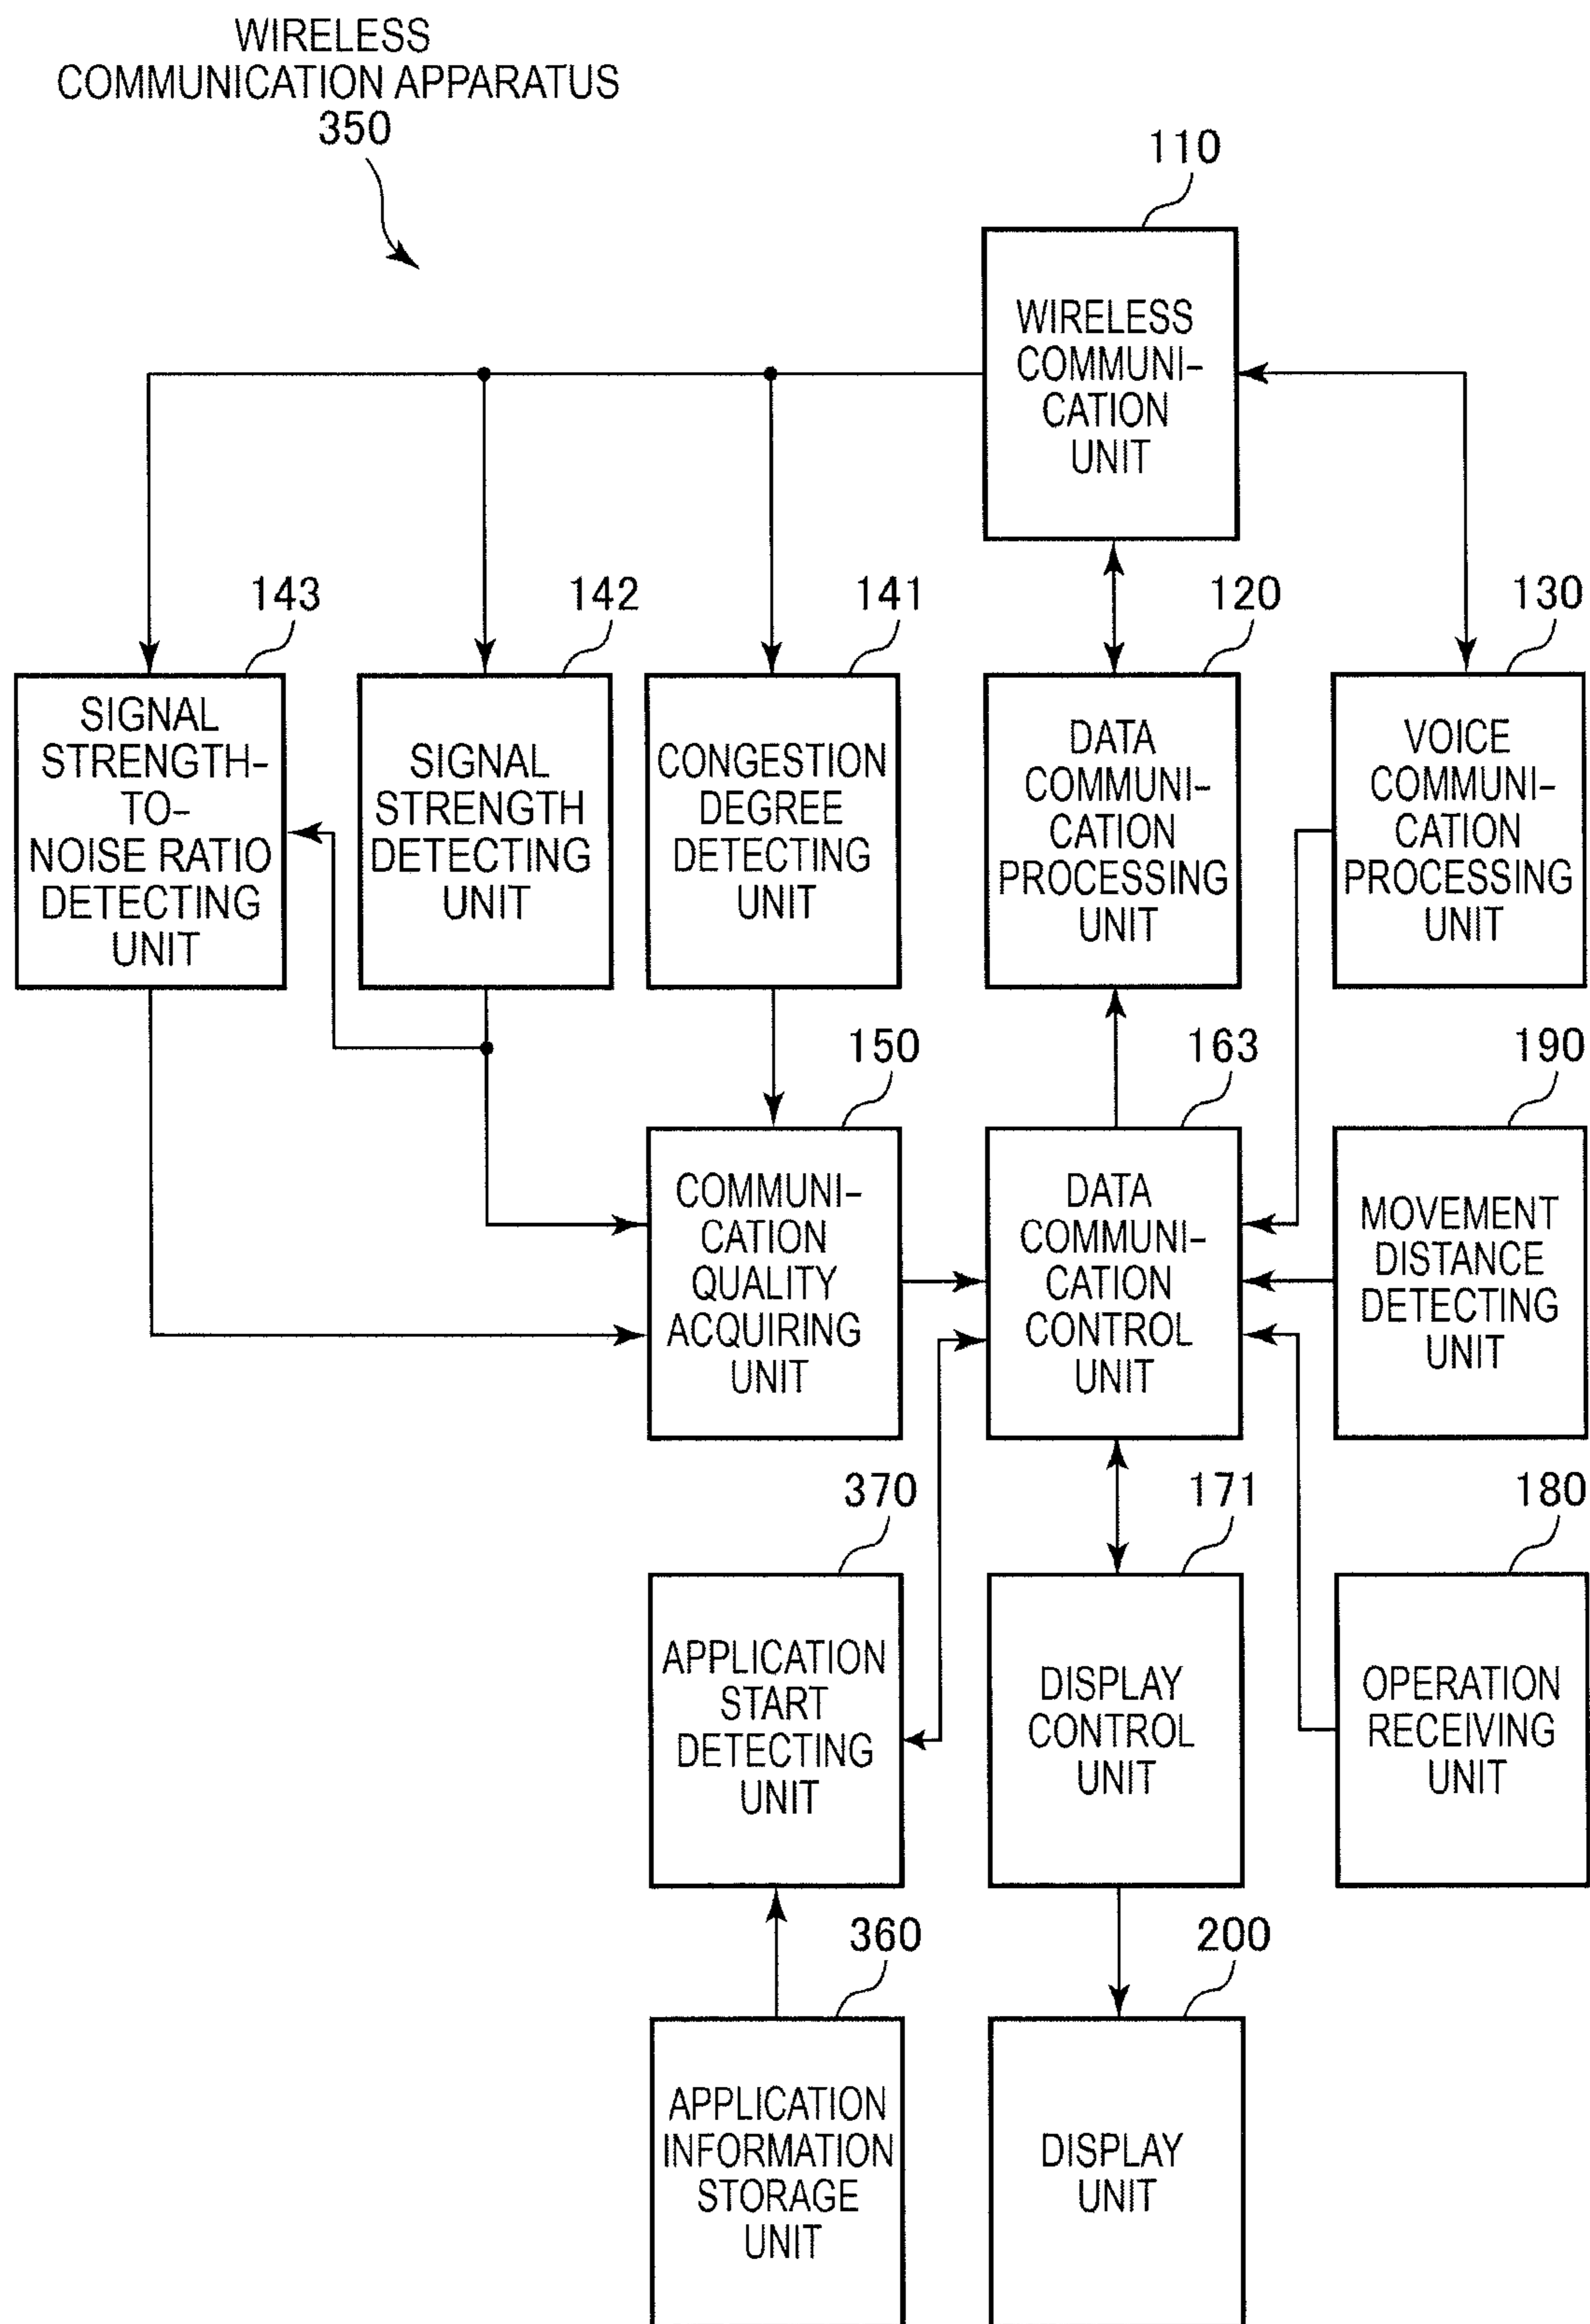 WIRELESS
COMMUNICATION APPARATUS
350
110
WIRELESS
COMMUNI-
CATION
UNIT
143
SIGNAL
STRENGTH-
TO-
NOISE RATIO
DETECTING
UNIT
142
SIGNAL
STRENGTH
DETECTING
UNIT
141
CONGESTION
DEGREE
DETECTING
UNIT
120
DATA
COMMUNI-
CATION
PROCESSING
UNIT
130
VOICE
COMMUNI-
CATION
PROCESSING
UNIT
150
COMMUNI-
CATION
QUALITY
ACQUIRING
UNIT
163
DATA
COMMUNI-
CATION
CONTROL
UNIT
190
MOVEMENT
DISTANCE
DETECTING
UNIT
370
APPLICATION
START
DETECTING
UNIT
171
DISPLAY
CONTROL
UNIT
180
OPERATION
RECEIVING
UNIT
360
APPLICATION
INFORMATION
STORAGE
UNIT
200
DISPLAY
UNIT